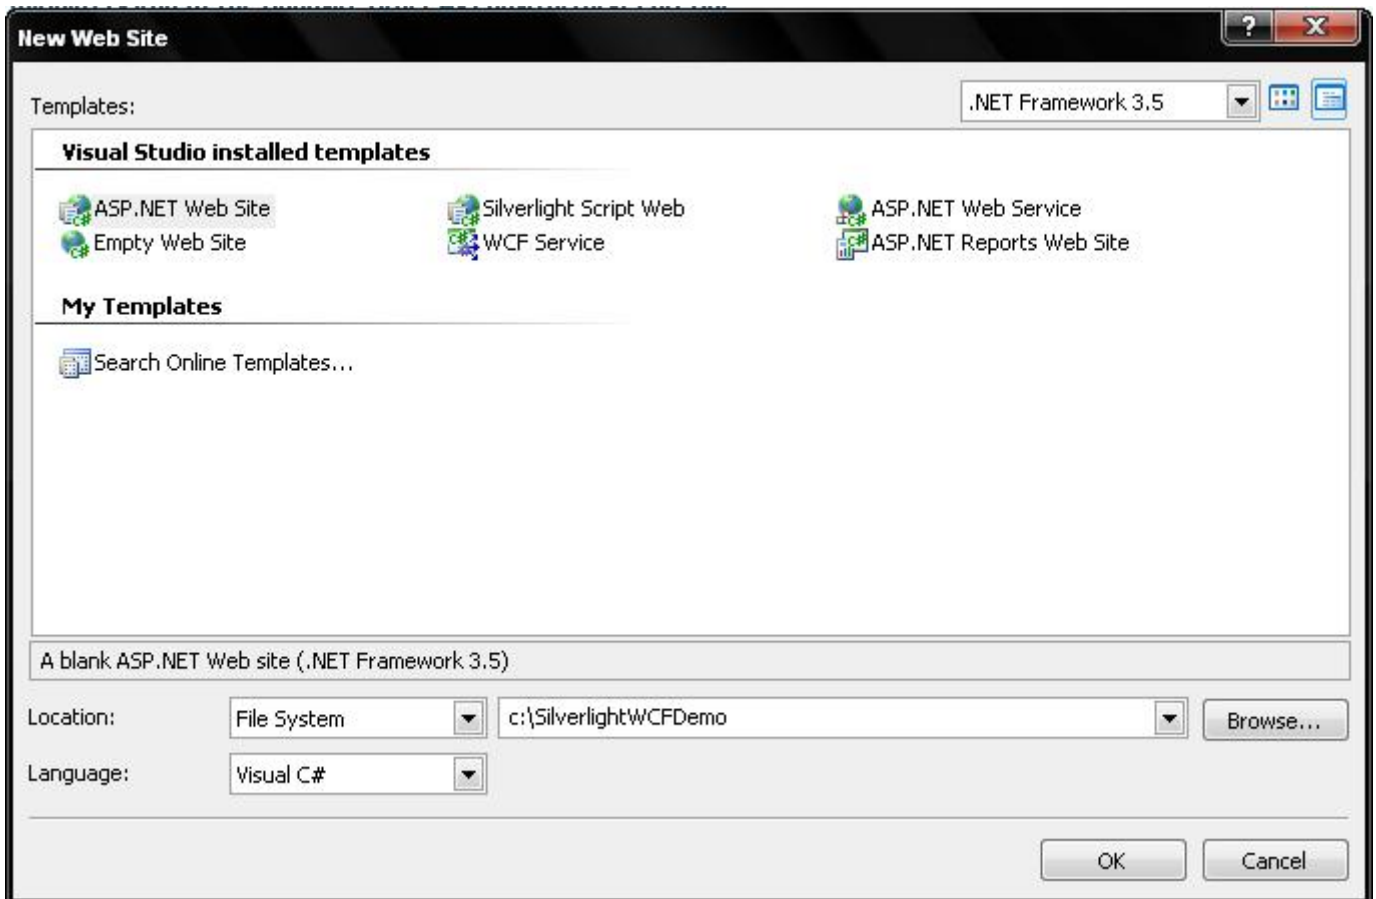 New Web Site
?
X
Templates:
.NET Framework 3.5
Visual Studio installed templates
ASP.NET Web Site
Silverlight Script Web
ASP.NET Web Service
Empty Web Site
WCF Service
ASP.NET Reports Web Site
My Templates
Search Online Templates...
A blank ASP.NET Web site (.NET Framework 3.5)
Location:
File System
c:\SilverlightWCFDemo
Browse...
Language:
Visual C#
OK
Cancel